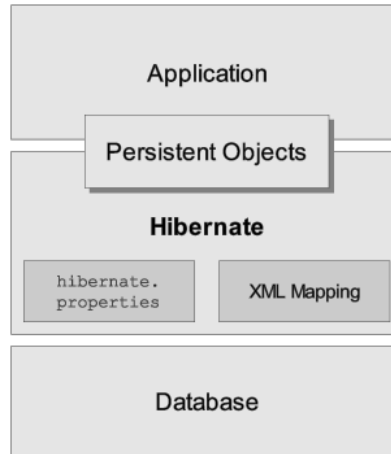 Application
Persistent Objects
Hibernate
hibernate.
properties
XML Mapping
Database